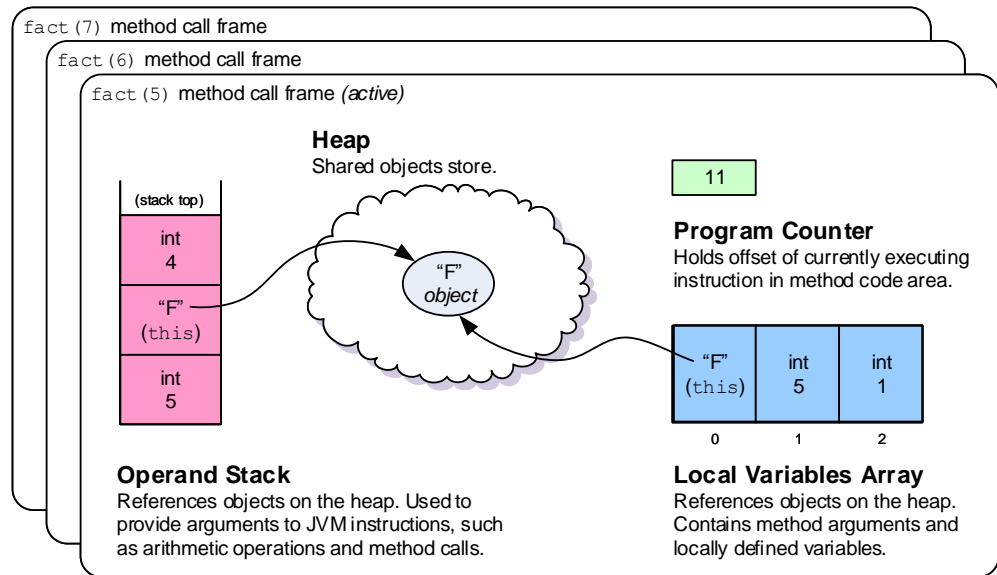 fact(7) method call frame
fact(6) method call frame
fact(5) method call frame (active)
Heap
Shared objects store.
(stack top)
int
4
“F”
(this)
int
5
“F”
object
11
Program Counter
Holds offset of currently executing
instruction in method code area.
“F”
(this)
int
5
int
1
0
1
2
Operand Stack
References objects on the heap. Used to
provide arguments to JVM instructions, such
as arithmetic operations and method calls.
Local Variables Array
References objects on the heap.
Contains method arguments and
locally defined variables.